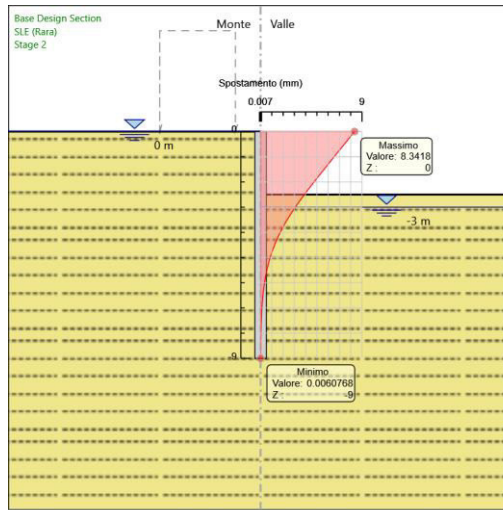 Base Design Section
SLE (Rara)
Stage 2
Monte Valle
Spostamento (mm)
0.007 9
0
0 m
Massimo
Valore: 8.3418
Z : 0
-3 m
-9
Minimo
Valore: 0.0060768
Z : -9